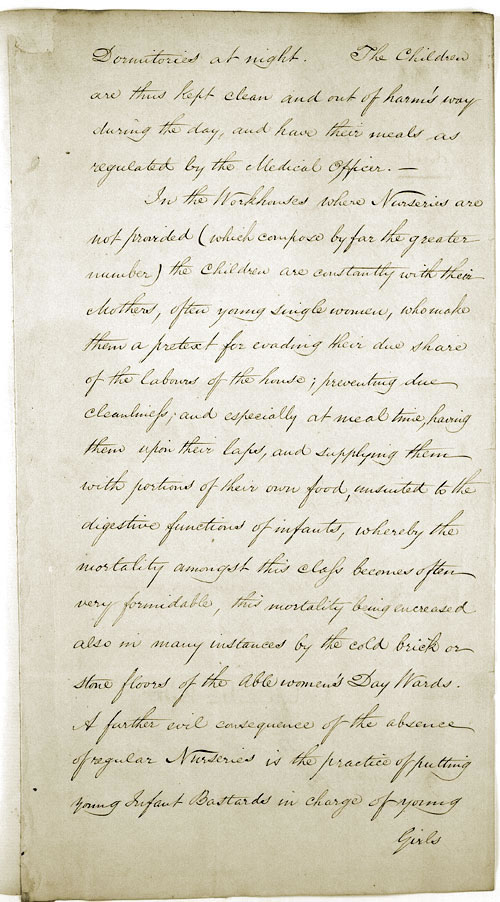 Dormitories at night. The Children
are thus kept clean and out of harm's way
during the day, and have their meals as
regulated by the Medical Officer. —
In the Workhouses where Nurseries are
not provided (which compose by far the greater
number) the Children are constantly with their
Mothers, often young single women, who make
them a pretext for evading their due share
of the labours of the house; preventing due
cleanliness; and especially at meal time, having
them upon their laps, and supplying them
with portions of their own food, unsuited to the
digestive functions of infants, whereby the
mortality amongst this class becomes often
very formidable, this mortality being encreased
also in many instances by the cold brick or
stone floors of the Able women's Day Wards.
A further evil consequence of the absence
of regular Nurseries is the practice of putting
young Infant Bastards in charge of young
Girls